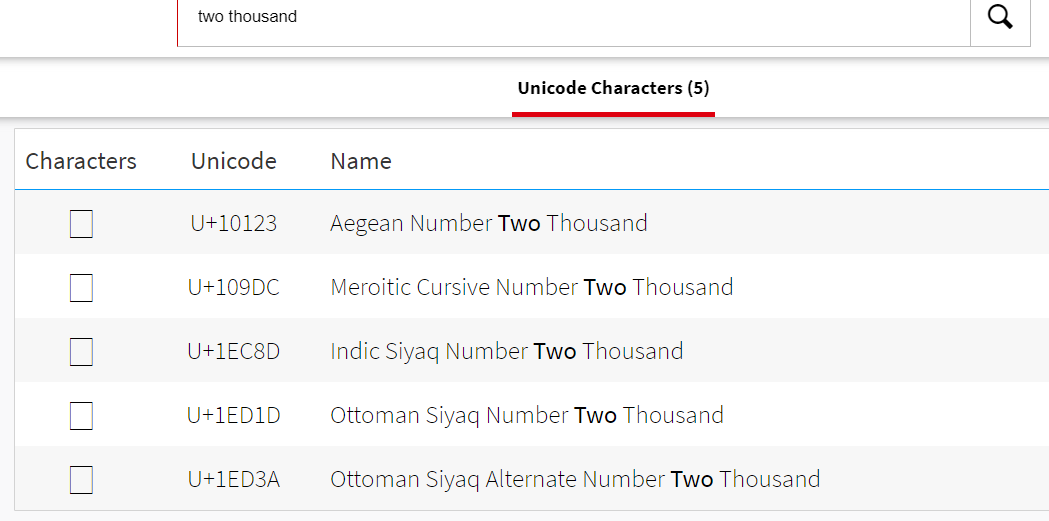 two thousand
Unicode Characters (5)
Characters Unicode Name
U+10123 Aegean Number Two Thousand
U+109DC Meroitic Cursive Number Two Thousand
U+1EC8D Indic Siyaq Number Two Thousand
U+1ED1D Ottoman Siyaq Number Two Thousand
U+1ED3A Ottoman Siyaq Alternate Number Two Thousand